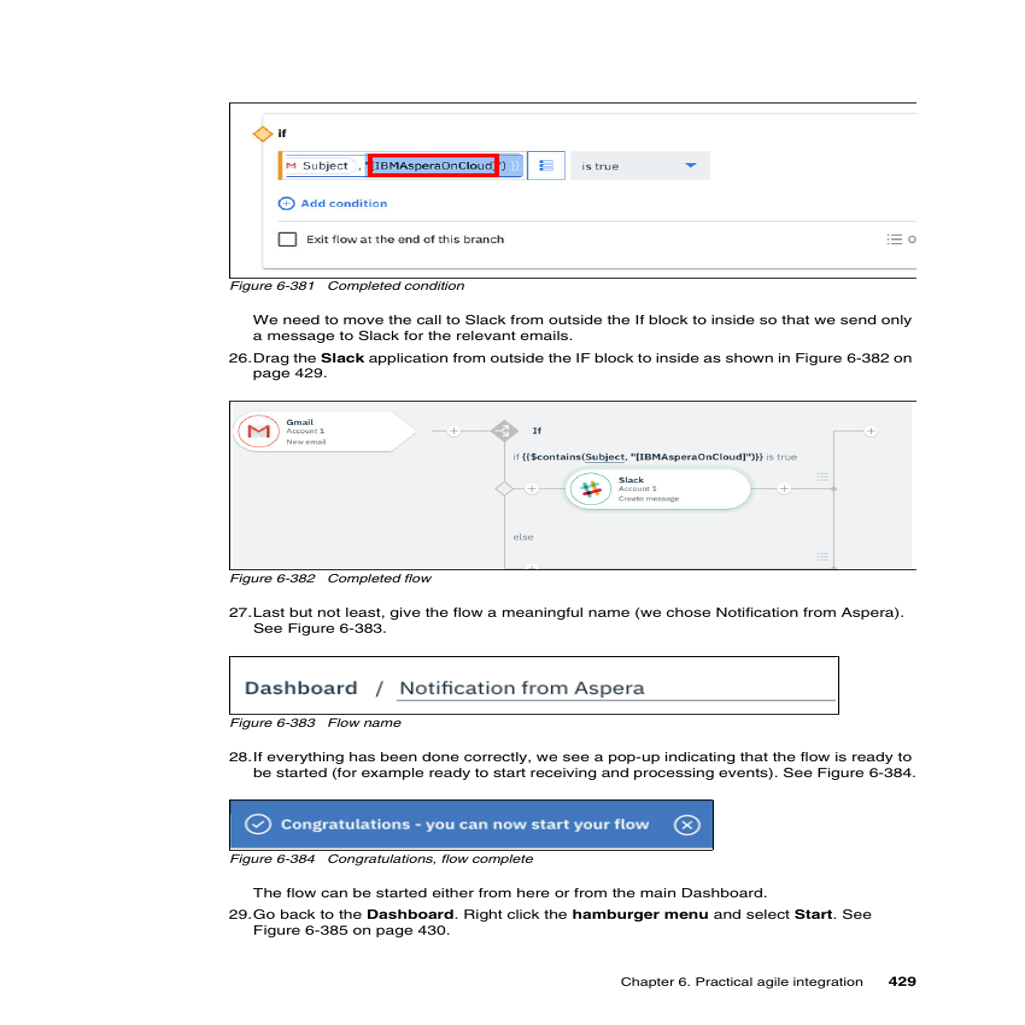 if
Subject , "[IBMAsperaOnCloud]") }} is true
Add condition
Exit flow at the end of this branch
Figure 6-381 Completed condition
We need to move the call to Slack from outside the If block to inside so that we send only
a message to Slack for the relevant emails.
26.Drag the Slack application from outside the IF block to inside as shown in Figure 6-382 on
page 429.
Gmail
Account 1
New email
If
if {{$contains(Subject, "[IBMAsperaOnCloud]")}} is true
Slack
Account 1
Create message
else
Figure 6-382 Completed flow
27.Last but not least, give the flow a meaningful name (we chose Notification from Aspera).
See Figure 6-383.
Dashboard / Notification from Aspera
Figure 6-383 Flow name
28.If everything has been done correctly, we see a pop-up indicating that the flow is ready to
be started (for example ready to start receiving and processing events). See Figure 6-384.
Congratulations - you can now start your flow
Figure 6-384 Congratulations, flow complete
The flow can be started either from here or from the main Dashboard.
29.Go back to the Dashboard. Right click the hamburger menu and select Start. See
Figure 6-385 on page 430.
Chapter 6. Practical agile integration 429